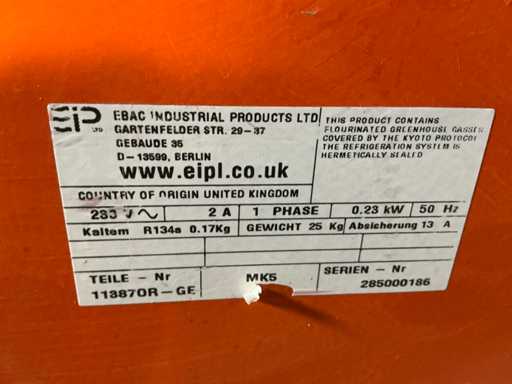 EIP LTD
EBAC INDUSTRIAL PRODUCTS LTD
GARTENFELDER STR. 29-37
GEBAUDE 35
D-13599, BERLIN
www.eipl.co.uk
THIS PRODUCT CONTAINS
FLOURINATED GREENHOUSE GASSES
COVERED BY THE KYOTO PROTOCOL
THE REFRIGERATION SYSTEM IS
HERMETICALLY SEALED
COUNTRY OF ORIGIN UNITED KINGDOM
230 V ~ 2 A 1 PHASE 0.23 kW 50 Hz
Kaltem R134a 0.17Kg GEWICHT 25 Kg Absicherung 13 A
TEILE - Nr
11387OR-GE
MK5
SERIEN - Nr
285000186